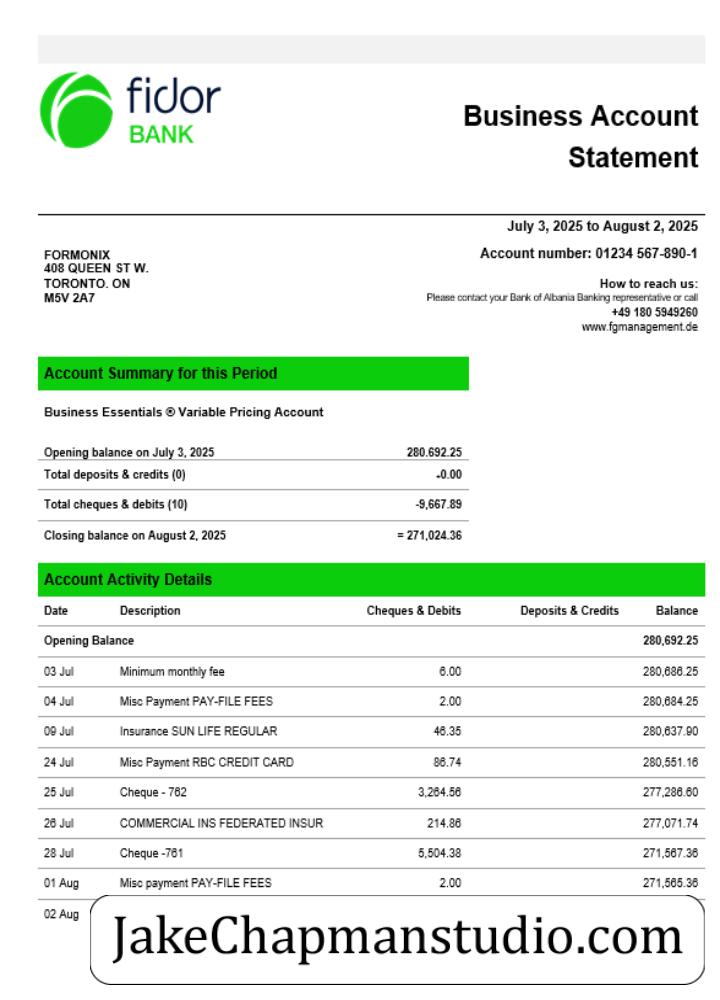 fidor
BANK
Business Account
Statement
July 3, 2025 to August 2, 2025
Account number: 01234 567-890-1
FORMONIX
408 QUEEN ST W.
TORONTO. ON
M5V 2A7
How to reach us:
Please contact your Bank of Albania Banking representative or call
+49 180 5949260
www.fgmanagement.de
Account Summary for this Period
Business Essentials ® Variable Pricing Account
Opening balance on July 3, 2025 280.692.25
Total deposits & credits (0) -0.00
Total cheques & debits (10) -9,667.89
Closing balance on August 2, 2025 = 271,024.36
Account Activity Details
Date Description Cheques & Debits Deposits & Credits Balance
Opening Balance 280,692.25
03 Jul Minimum monthly fee 6.00 280,686.25
04 Jul Misc Payment PAY-FILE FEES 2.00 280,684.25
09 Jul Insurance SUN LIFE REGULAR 46.35 280,637.90
24 Jul Misc Payment RBC CREDIT CARD 86.74 280,551.16
25 Jul Cheque - 762 3,264.56 277,286.60
26 Jul COMMERCIAL INS FEDERATED INSUR 214.86 277,071.74
28 Jul Cheque -761 5,504.38 271,567.36
01 Aug Misc payment PAY-FILE FEES 2.00 271,565.36
02 Aug
JakeChapmanstudio.com